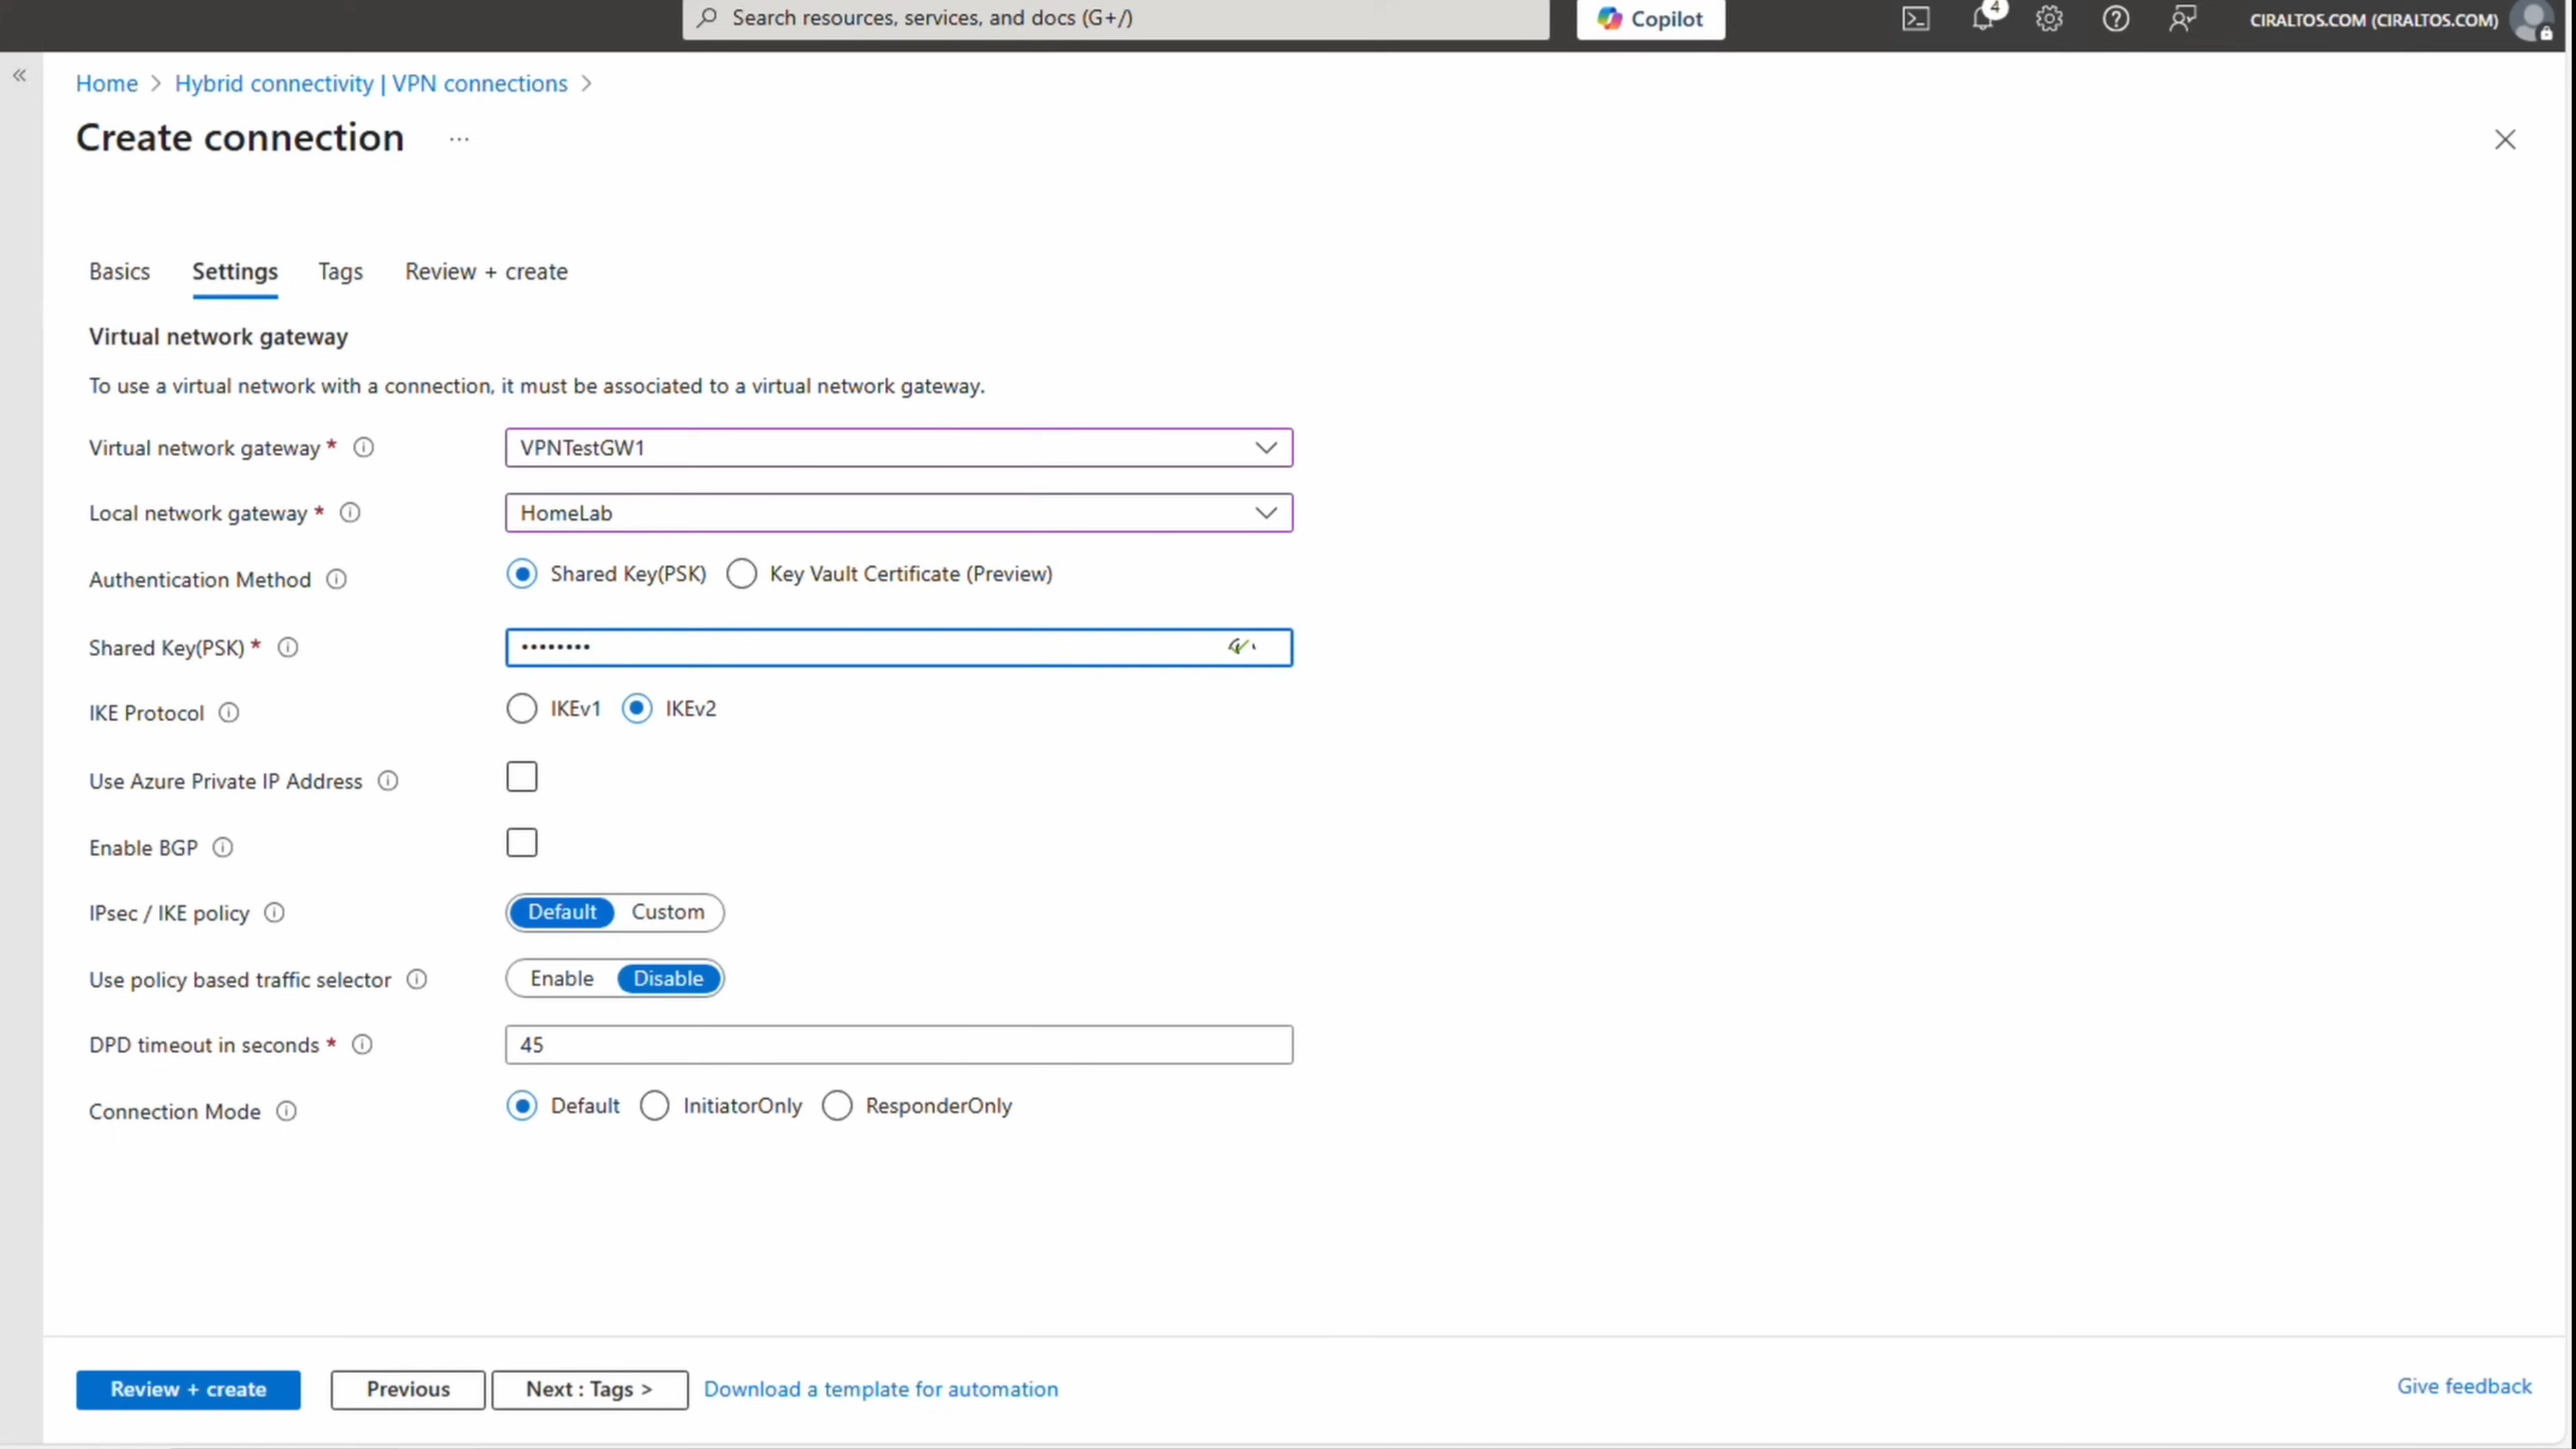 Search resources, services, and docs (G+/)
Copilot
4
CIRALTOS.COM (CIRALTOS.COM)
Home > Hybrid connectivity | VPN connections >
Create connection ...
Basics Settings Tags Review + create
Virtual network gateway
To use a virtual network with a connection, it must be associated to a virtual network gateway.
Virtual network gateway * VPNTestGW1
Local network gateway * HomeLab
Authentication Method Shared Key(PSK) Key Vault Certificate (Preview)
Shared Key(PSK) * ••••••••
IKE Protocol IKEv1 IKEv2
Use Azure Private IP Address
Enable BGP
IPsec / IKE policy Default Custom
Use policy based traffic selector Enable Disable
DPD timeout in seconds * 45
Connection Mode Default InitiatorOnly ResponderOnly
Review + create Previous Next : Tags > Download a template for automation Give feedback